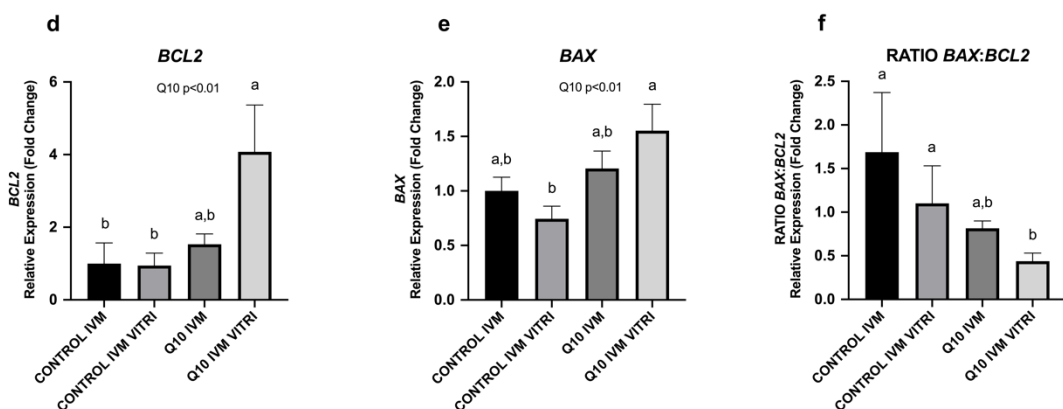 d
BCL2
Q10 p<0.01
BCL2
Relative Expression (Fold Change)
6
4
2
0
b
b
a,b
a
CONTROL IVM
CONTROL IVM VITRI
Q10 IVM
Q10 IVM VITRI
e
BAX
Q10 p<0.01
BAX
Relative Expression (Fold Change)
2.0
1.5
1.0
0.5
0.0
a,b
b
a,b
a
CONTROL IVM
CONTROL IVM VITRI
Q10 IVM
Q10 IVM VITRI
f
RATIO BAX:BCL2
RATIO BAX:BCL2
Relative Expression (Fold Change)
2.5
2.0
1.5
1.0
0.5
0.0
a
a
a,b
b
CONTROL IVM
CONTROL IVM VITRI
Q10 IVM
Q10 IVM VITRI